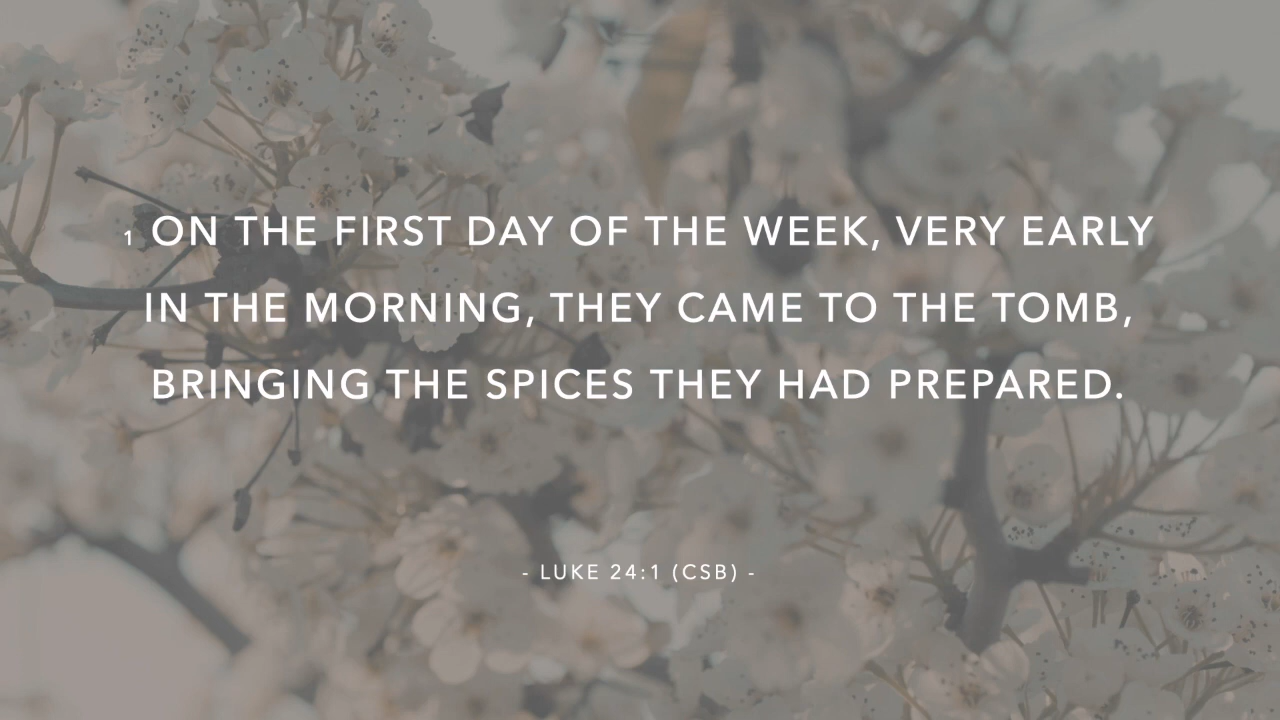 1 ON THE FIRST DAY OF THE WEEK, VERY EARLY
IN THE MORNING, THEY CAME TO THE TOMB,
BRINGING THE SPICES THEY HAD PREPARED.
- LUKE 24:1 (CSB) -